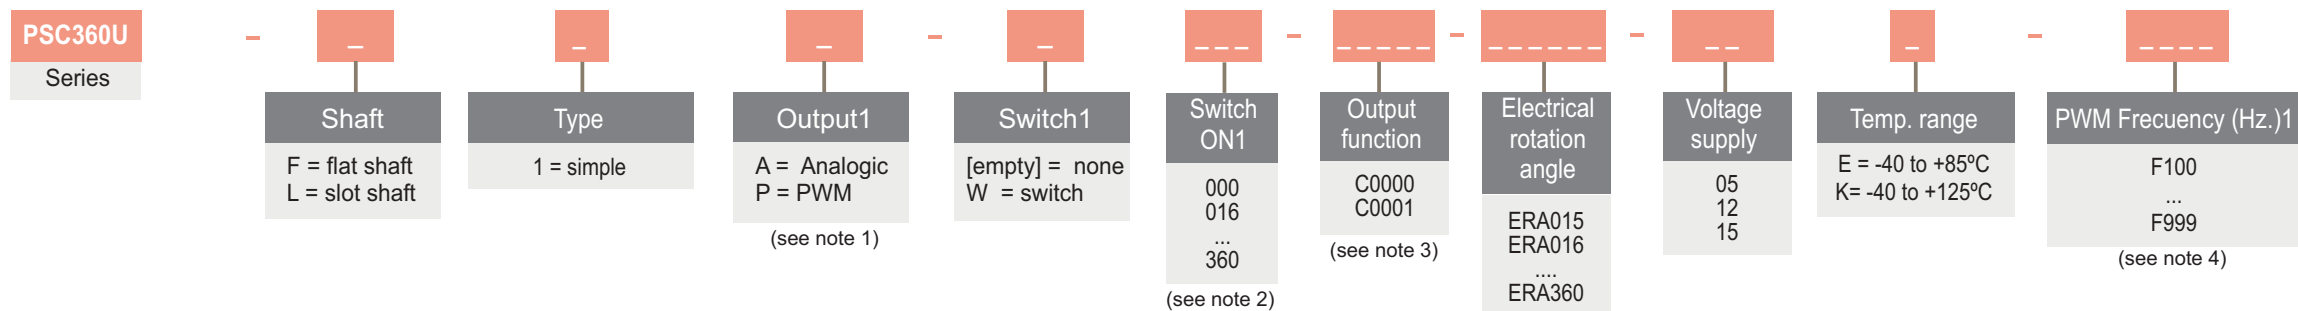 PSC360U - _ _ _ - _ _ _ _ - _ _ _ _ _ - _ _ _ _ _ _ - _ _ _ - _ _ _ _
Series
Shaft
F = flat shaft
L = slot shaft
Type
1 = simple
Output1
A = Analogic
P = PWM
(see note 1)
Switch1
[empty] = none
W = switch
Switch
ON1
000
016
...
360
(see note 2)
Output
function
C0000
C0001
(see note 3)
Electrical
rotation
angle
ERA015
ERA016
....
ERA360
Voltage
supply
05
12
15
Temp. range
E = -40 to +85ºC
K= -40 to +125ºC
PWM Frecuency (Hz.)1
F100
...
F999
(see note 4)